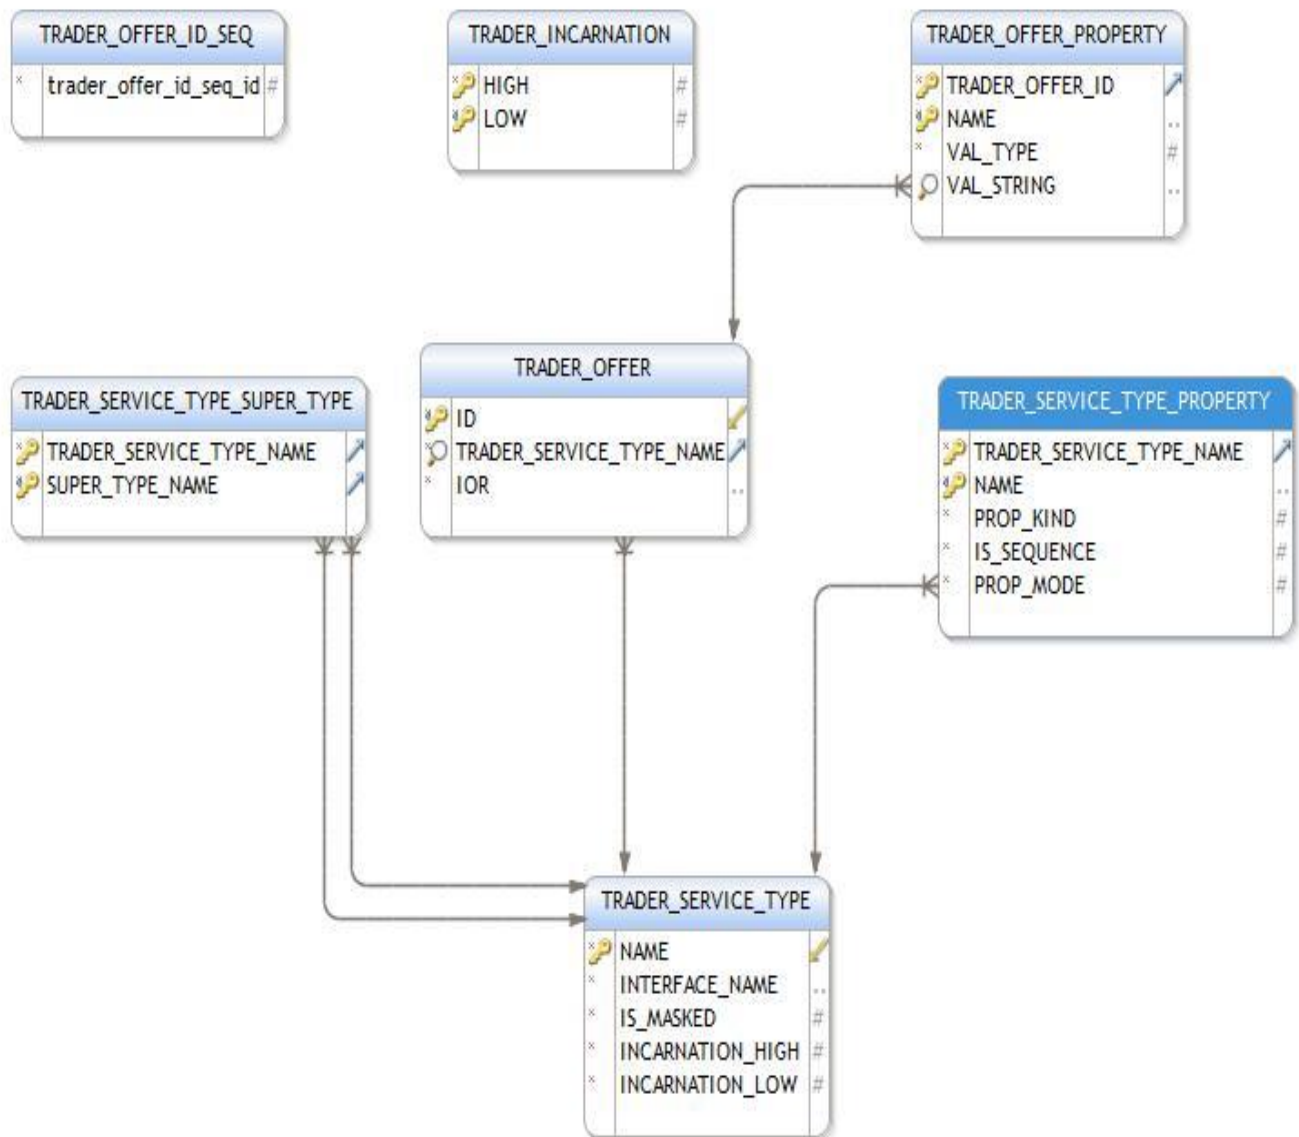 TRADER_OFFER_ID_SEQ
trader_offer_id_seq_id #
TRADER_INCARNATION
HIGH #
LOW #
TRADER_OFFER_PROPERTY
TRADER_OFFER_ID
NAME ..
VAL_TYPE #
VAL_STRING ..
TRADER_SERVICE_TYPE_SUPER_TYPE
TRADER_SERVICE_TYPE_NAME
SUPER_TYPE_NAME
TRADER_OFFER
ID
TRADER_SERVICE_TYPE_NAME
IOR ..
TRADER_SERVICE_TYPE_PROPERTY
TRADER_SERVICE_TYPE_NAME
NAME ..
PROP_KIND #
IS_SEQUENCE #
PROP_MODE #
TRADER_SERVICE_TYPE
NAME
INTERFACE_NAME ..
IS_MASKED #
INCARNATION_HIGH #
INCARNATION_LOW #